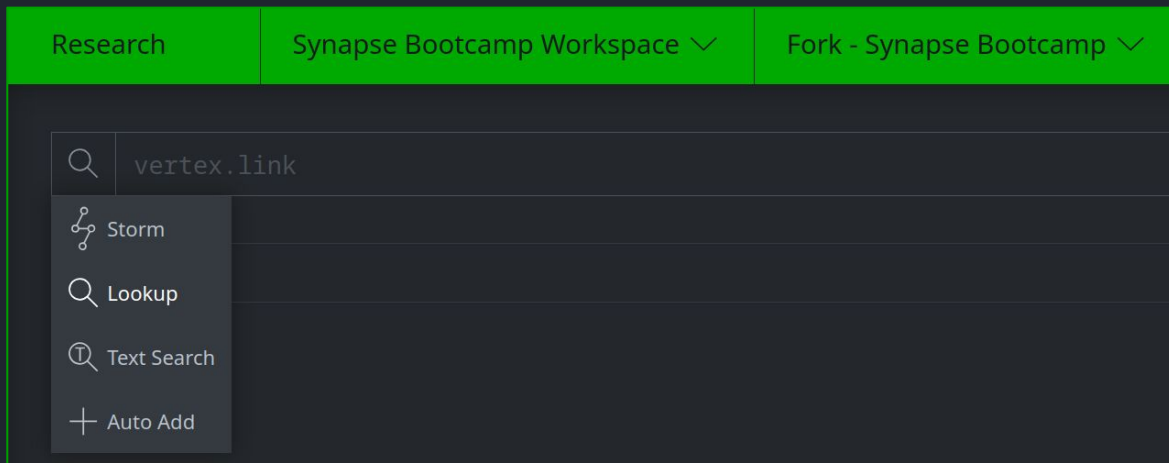 Research Synapse Bootcamp Workspace Fork - Synapse Bootcamp
vertex.link
Storm
Lookup
Text Search
Auto Add